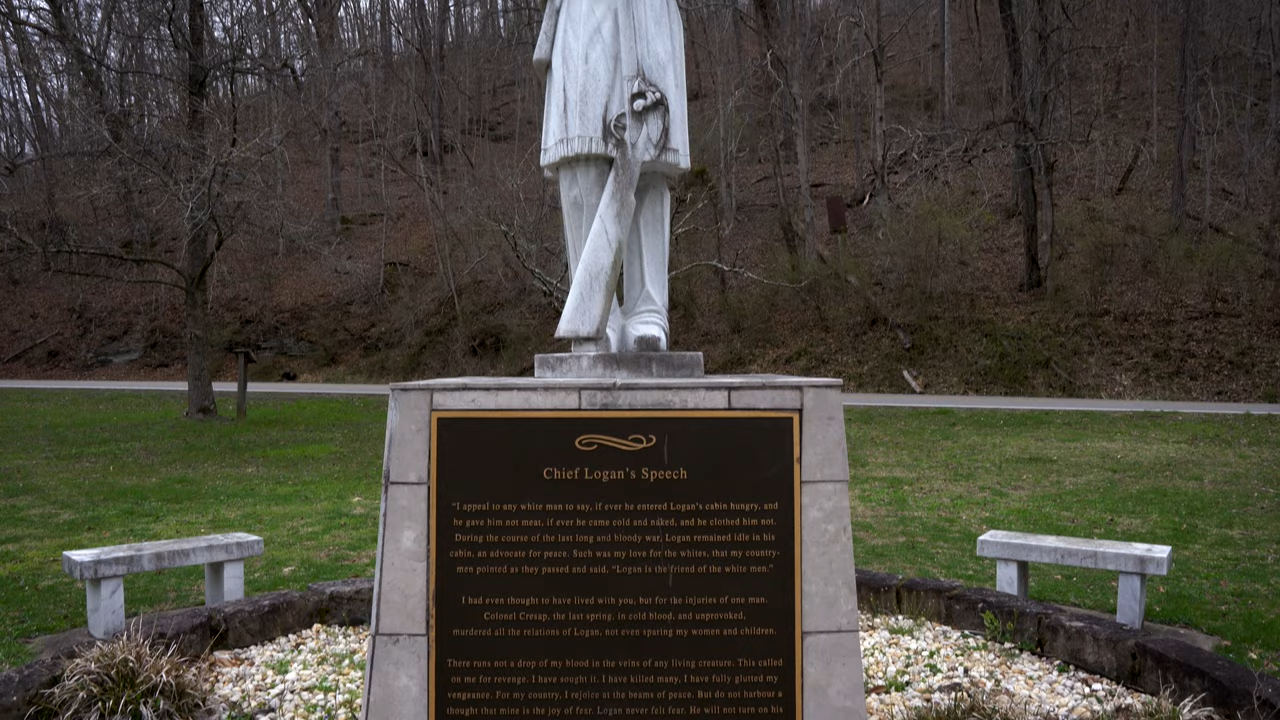 Chief Logan's Speech
"I appeal to any white man to say, if ever he entered Logan's cabin hungry, and
he gave him not meat, if ever he came cold and naked, and he clothed him not.
During the course of the last long and bloody war, Logan remained idle in his
cabin, an advocate for peace. Such was my love for the whites, that my country-
men pointed as they passed and said, "Logan is the friend of the white men."
I had even thought to have lived with you, but for the injuries of one man.
Colonel Cresap, the last spring, in cold blood, and unprovoked,
murdered all the relations of Logan, not even sparing my women and children.
There runs not a drop of my blood in the veins of any living creature. This called
on me for revenge. I have sought it. I have killed many, I have fully glutted my
vengeance. For my country, I rejoice at the beams of peace. But do not harbour a
thought that mine is the joy of fear. Logan never felt fear. He will not turn on his